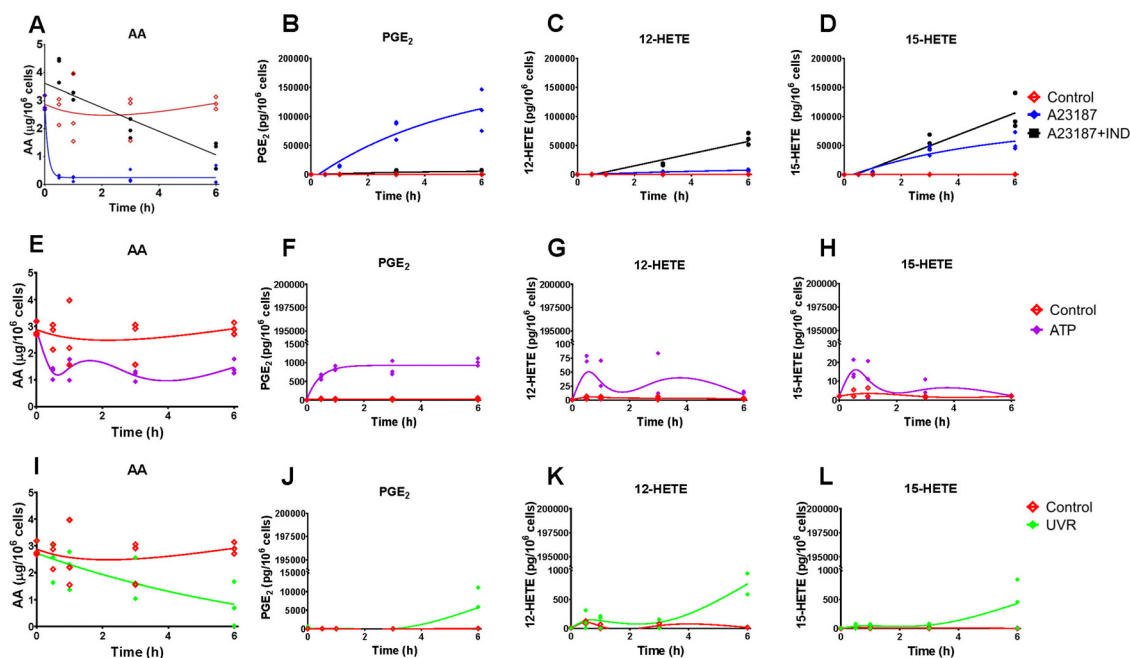 A
AA
AA (μg/10⁶ cells)
5
4
3
2
1
0
0 2 4 6
Time (h)
B
PGE₂
PGE₂ (pg/10⁶ cells)
200000
150000
100000
50000
0
0 2 4 6
Time (h)
C
12-HETE
12-HETE (pg/10⁶ cells)
200000
150000
100000
50000
0
0 2 4 6
Time (h)
D
15-HETE
15-HETE (pg/10⁶ cells)
200000
150000
100000
50000
0
0 2 4 6
Time (h)
Control
A23187
A23187+IND
E
AA
AA (μg/10⁶ cells)
5
4
3
2
1
0
0 2 4 6
Time (h)
F
PGE₂
PGE₂ (pg/10⁶ cells)
200000
197500
195000
1500
1000
500
0
0 2 4 6
Time (h)
G
12-HETE
12-HETE (pg/10⁶ cells)
200000
197500
195000
100
75
50
25
0
0 2 4 6
Time (h)
H
15-HETE
15-HETE (pg/10⁶ cells)
200000
197500
195000
30
20
10
0
0 2 4 6
Time (h)
Control
ATP
I
AA
AA (μg/10⁶ cells)
5
4
3
2
1
0
0 2 4 6
Time (h)
J
PGE₂
PGE₂ (pg/10⁶ cells)
200000
197500
195000
15000
10000
5000
0
0 2 4 6
Time (h)
K
12-HETE
12-HETE (pg/10⁶ cells)
200000
197500
195000
1000
500
0
0 2 4 6
Time (h)
L
15-HETE
15-HETE (pg/10⁶ cells)
200000
197500
195000
1000
500
0
0 2 4 6
Time (h)
Control
UVR